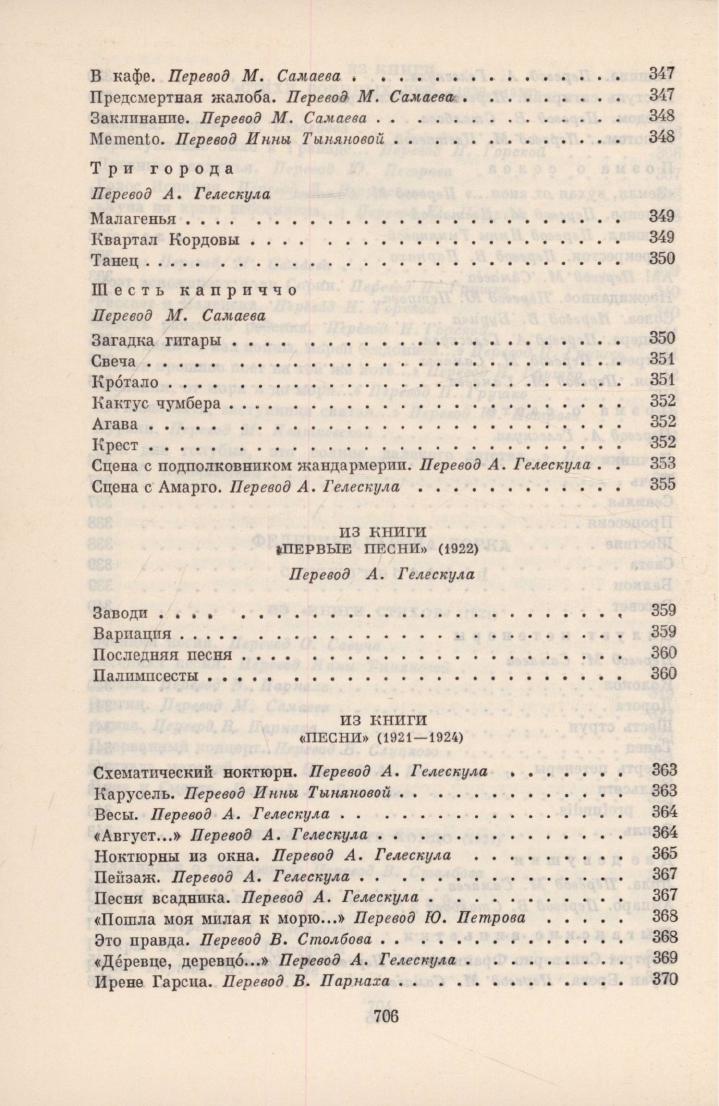 В кафе. Перевод М. Самаева . . . . . . . . . . . . . . 347
Предсмертная жалоба. Перевод М. Самаева . . . . . . . . . 347
Заклинание. Перевод М. Самаева . . . . . . . . . . . . . 348
Memento. Перевод Инны Тыняновой . . . . . . . . . . . . 348
Три города
Перевод А. Гелескула
Малагенья . . . . . . . . . . . . . . . . . . . . . . 349
Квартал Кордовы . . . . . . . . . . . . . . . . . . . 349
Танец . . . . . . . . . . . . . . . . . . . . . . . . 350
Шесть каприччо
Перевод М. Самаева
Загадка гитары . . . . . . . . . . . . . . . . . . . . 350
Свеча . . . . . . . . . . . . . . . . . . . . . . . . 351
Кро́тало . . . . . . . . . . . . . . . . . . . . . . . 351
Кактус чумбера . . . . . . . . . . . . . . . . . . . . 352
Агава . . . . . . . . . . . . . . . . . . . . . . . . 352
Крест . . . . . . . . . . . . . . . . . . . . . . . . 352
Сцена с подполковником жандармерии. Перевод А. Гелескула . . 353
Сцена с Амарго. Перевод А. Гелескула . . . . . . . . . . . 355
ИЗ КНИГИ
«ПЕРВЫЕ ПЕСНИ» (1922)
Перевод А. Гелескула
Заводи . . . . . . . . . . . . . . . . . . . . . . . 359
Вариация . . . . . . . . . . . . . . . . . . . . . . 359
Последняя песня . . . . . . . . . . . . . . . . . . . 360
Палимпсесты . . . . . . . . . . . . . . . . . . . . . 360
ИЗ КНИГИ
«ПЕСНИ» (1921—1924)
Схематический ноктюрн. Перевод А. Гелескула . . . . . . . 363
Карусель. Перевод Инны Тыняновой . . . . . . . . . . . . 363
Весы. Перевод А. Гелескула . . . . . . . . . . . . . . . 364
«Август...» Перевод А. Гелескула . . . . . . . . . . . . . 364
Ноктюрны из окна. Перевод А. Гелескула . . . . . . . . . 365
Пейзаж. Перевод А. Гелескула . . . . . . . . . . . . . . 367
Песня всадника. Перевод А. Гелескула . . . . . . . . . . . 367
«Пошла моя милая к морю...» Перевод Ю. Петрова . . . . . 368
Это правда. Перевод В. Столбова . . . . . . . . . . . . . 368
«Де́ревце, деревцо́...» Перевод А. Гелескула . . . . . . . . . 369
Ирене Гарсиа. Перевод В. Парнаха . . . . . . . . . . . . 370
706